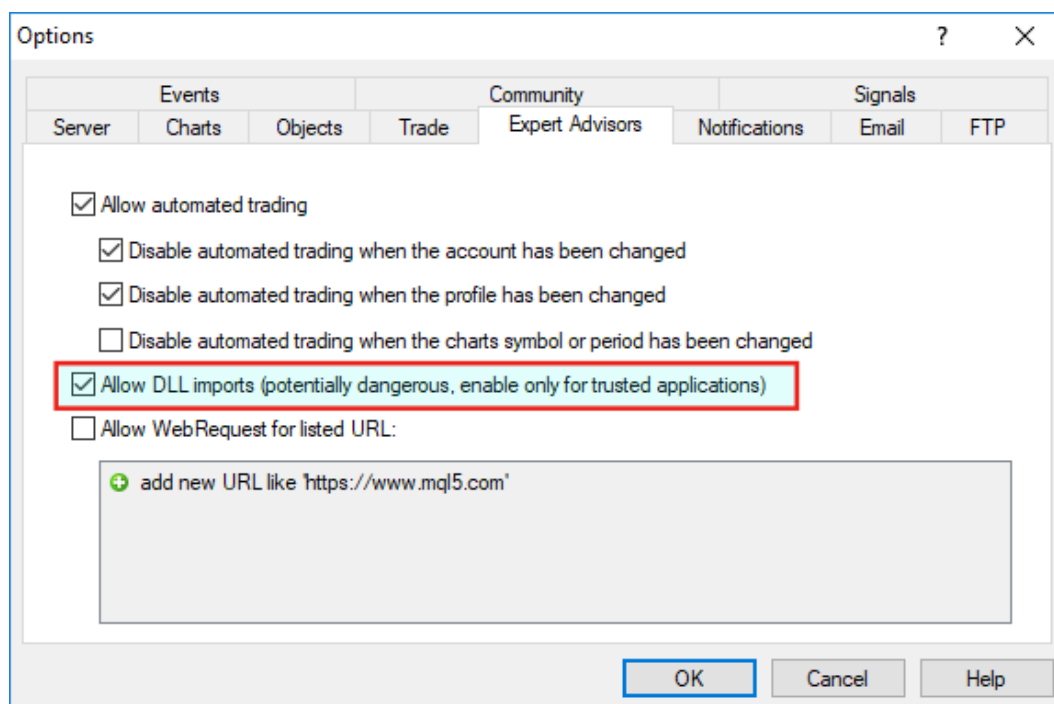 Options
?
Events Community Signals
Server Charts Objects Trade Expert Advisors Notifications Email FTP
Allow automated trading
Disable automated trading when the account has been changed
Disable automated trading when the profile has been changed
Disable automated trading when the charts symbol or period has been changed
Allow DLL imports (potentially dangerous, enable only for trusted applications)
Allow WebRequest for listed URL:
add new URL like 'https://www.mql5.com'
OK Cancel Help